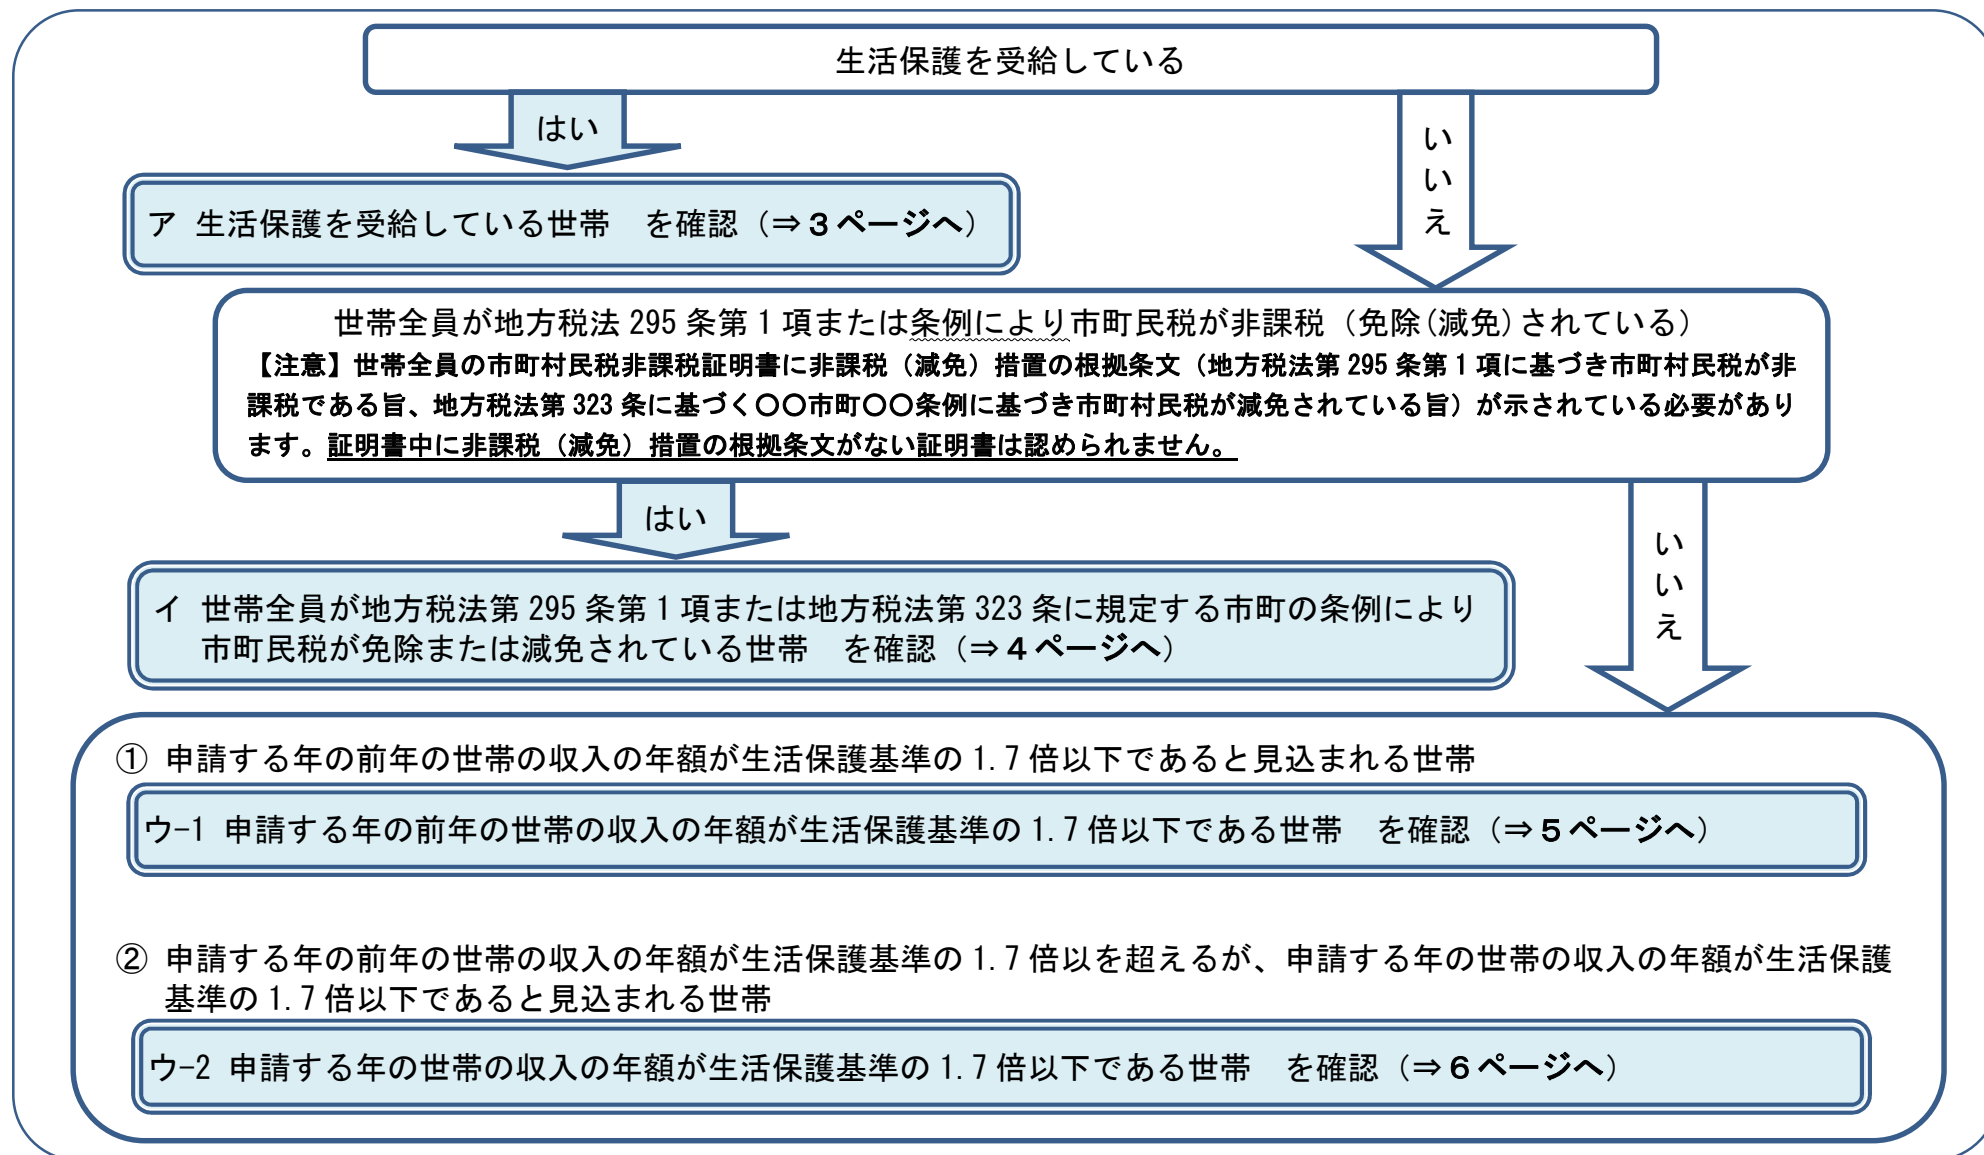 生活保護を受給している
はい
いいえ
ア 生活保護を受給している世帯　を確認（⇒３ページへ）
世帯全員が地方税法 295 条第１項または条例により市町民税が非課税（免除(減免)されている）
【注意】世帯全員の市町村民税非課税証明書に非課税（減免）措置の根拠条文（地方税法第 295 条第１項に基づき市町村民税が非
課税である旨、地方税法第 323 条に基づく〇〇市町〇〇条例に基づき市町村民税が減免されている旨）が示されている必要があり
ます。証明書中に非課税（減免）措置の根拠条文がない証明書は認められません。
はい
いいえ
イ 世帯全員が地方税法第 295 条第１項または地方税法第 323 条に規定する市町の条例により
市町民税が免除または減免されている世帯　を確認（⇒４ページへ）
① 申請する年の前年の世帯の収入の年額が生活保護基準の 1.7 倍以下であると見込まれる世帯
ウ-1 申請する年の前年の世帯の収入の年額が生活保護基準の 1.7 倍以下である世帯　を確認（⇒５ページへ）
② 申請する年の前年の世帯の収入の年額が生活保護基準の 1.7 倍以を超えるが、申請する年の世帯の収入の年額が生活保護
基準の 1.7 倍以下であると見込まれる世帯
ウ-2 申請する年の世帯の収入の年額が生活保護基準の 1.7 倍以下である世帯　を確認（⇒６ページへ）